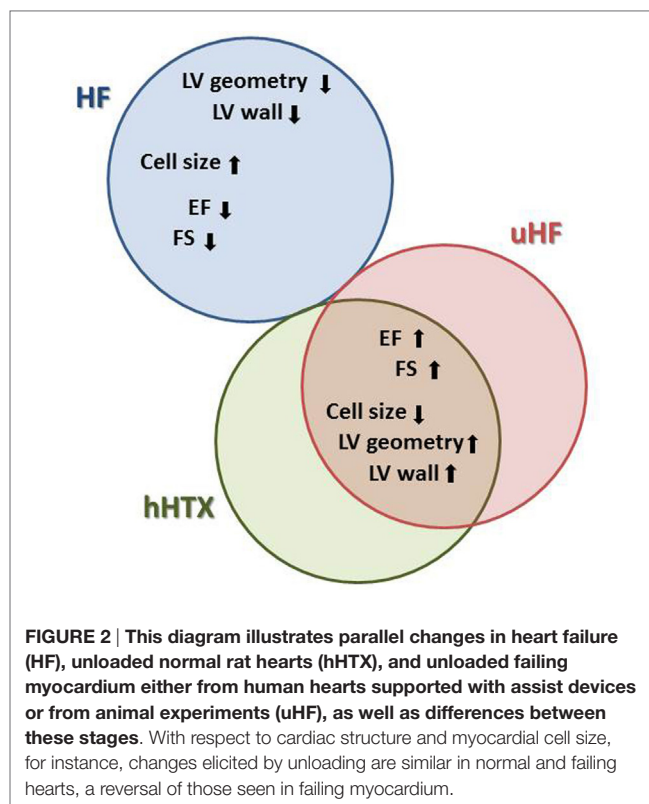 HF
LV geometry ⬇
LV wall ⬇
Cell size ⬆
EF ⬇
FS ⬇
uHF
EF ⬆
FS ⬆
Cell size ⬇
LV geometry ⬆
LV wall ⬆
hHTX
FIGURE 2 | This diagram illustrates parallel changes in heart failure
(HF), unloaded normal rat hearts (hHTX), and unloaded failing
myocardium either from human hearts supported with assist devices
or from animal experiments (uHF), as well as differences between
these stages. With respect to cardiac structure and myocardial cell size,
for instance, changes elicited by unloading are similar in normal and failing
hearts, a reversal of those seen in failing myocardium.